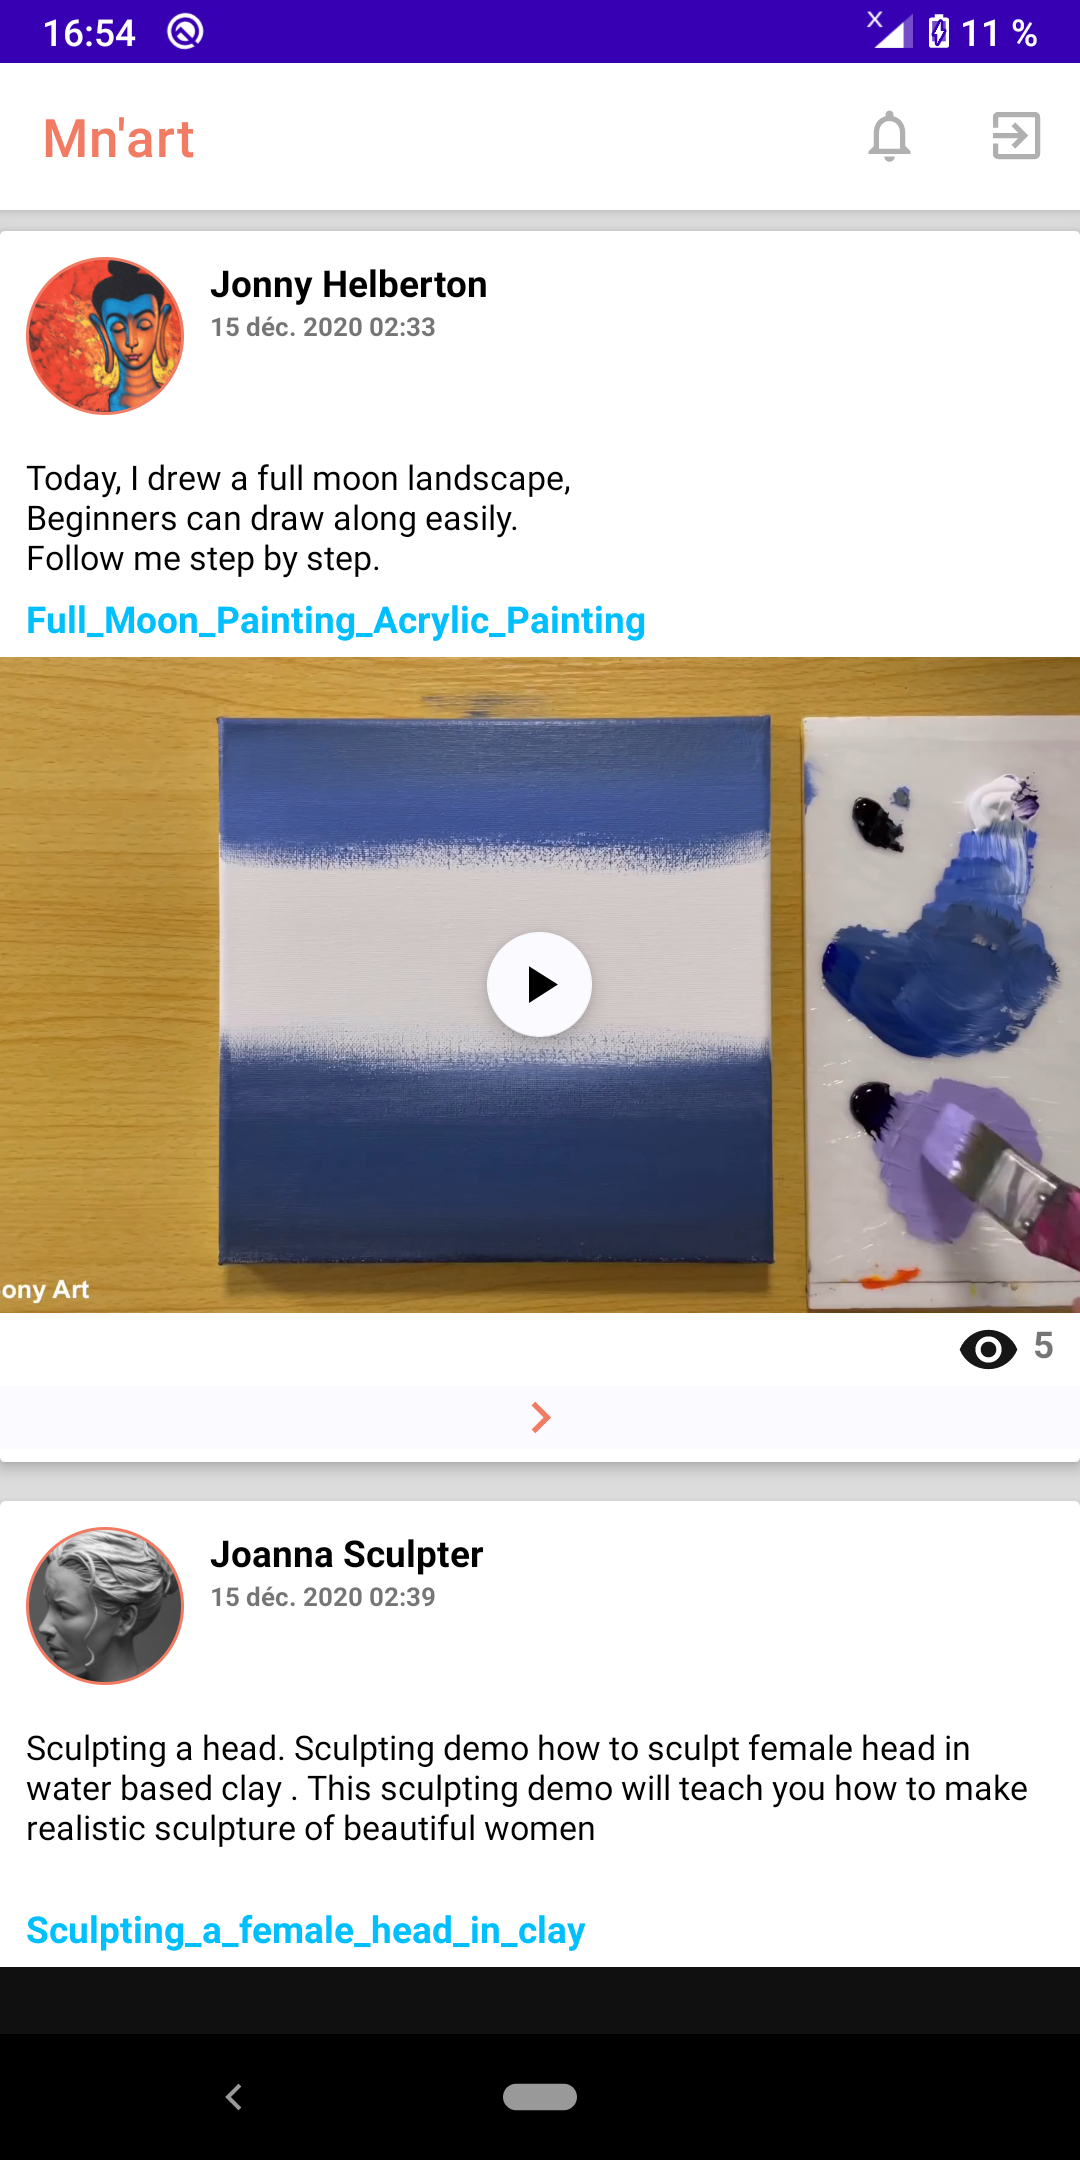 16:54
11 %
Mn'art
Jonny Helberton
15 déc. 2020 02:33
Today, I drew a full moon landscape,
Beginners can draw along easily.
Follow me step by step.
Full_Moon_Painting_Acrylic_Painting
ony Art
5
Joanna Sculpter
15 déc. 2020 02:39
Sculpting a head. Sculpting demo how to sculpt female head in
water based clay . This sculpting demo will teach you how to make
realistic sculpture of beautiful women
Sculpting_a_female_head_in_clay